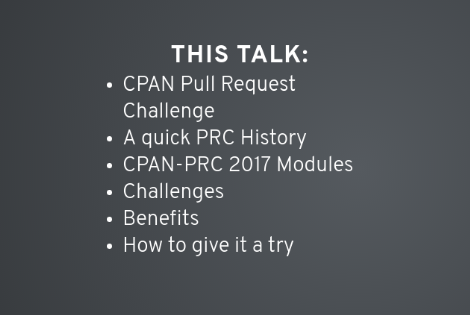 THIS TALK:
• CPAN Pull Request
Challenge
• A quick PRC History
• CPAN-PRC 2017 Modules
• Challenges
• Benefits
• How to give it a try